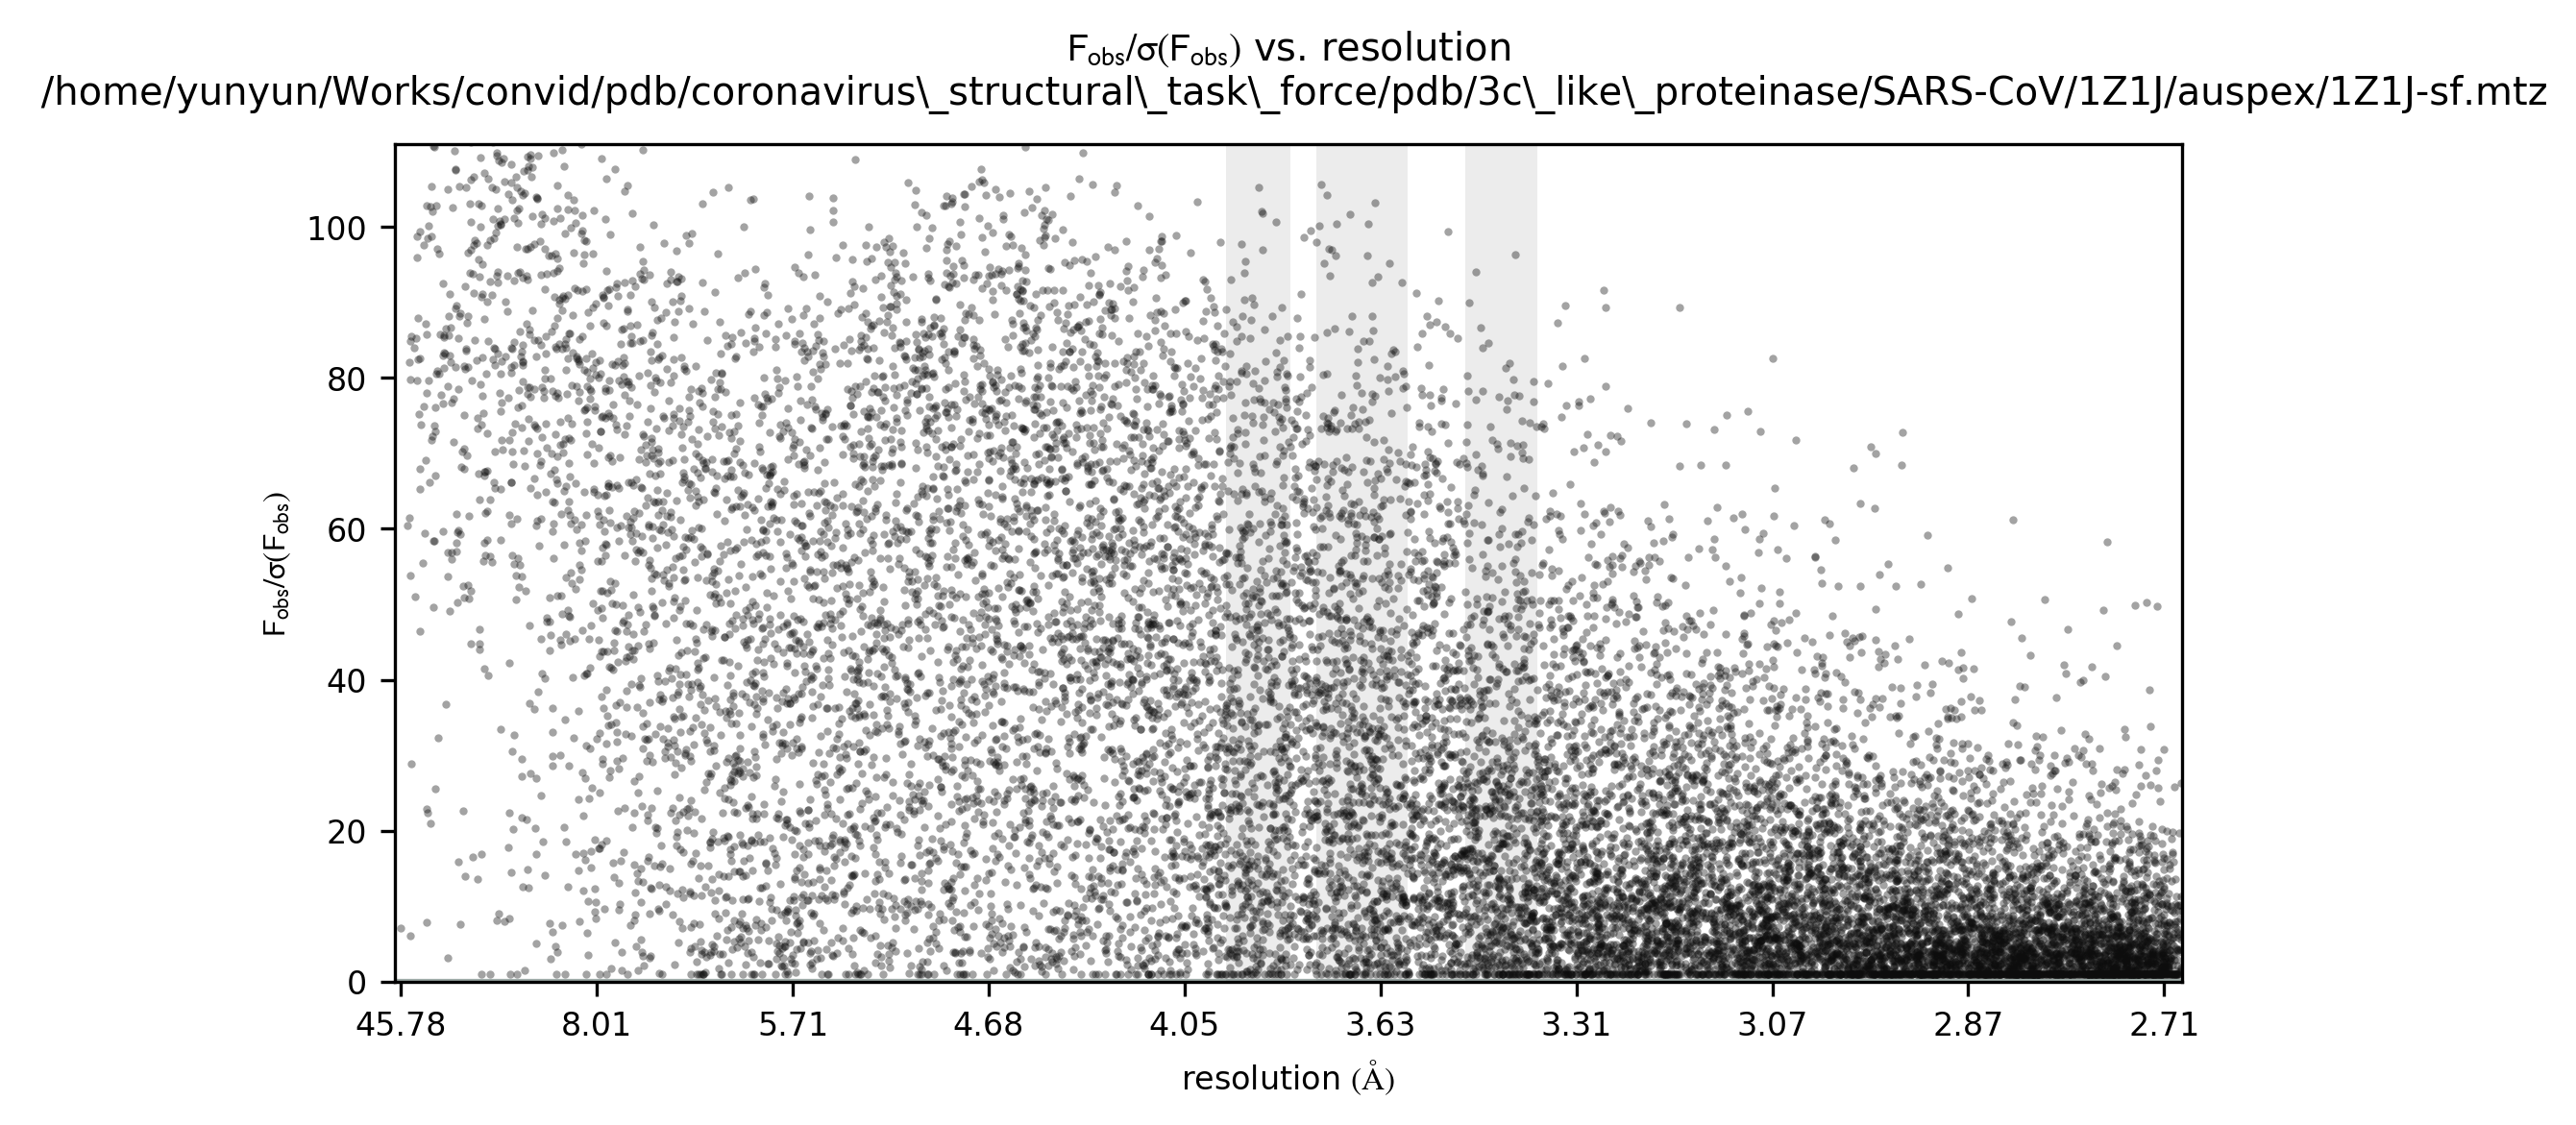 Fobs/σ(Fobs) vs. resolution
/home/yunyun/Works/convid/pdb/coronavirus\_structural\_task\_force/pdb/3c\_like\_proteinase/SARS-CoV/1Z1J/auspex/1Z1J-sf.mtz
Fobs/σ(Fobs)
100
80
60
40
20
0
45.78 8.01 5.71 4.68 4.05 3.63 3.31 3.07 2.87 2.71
resolution (Å)